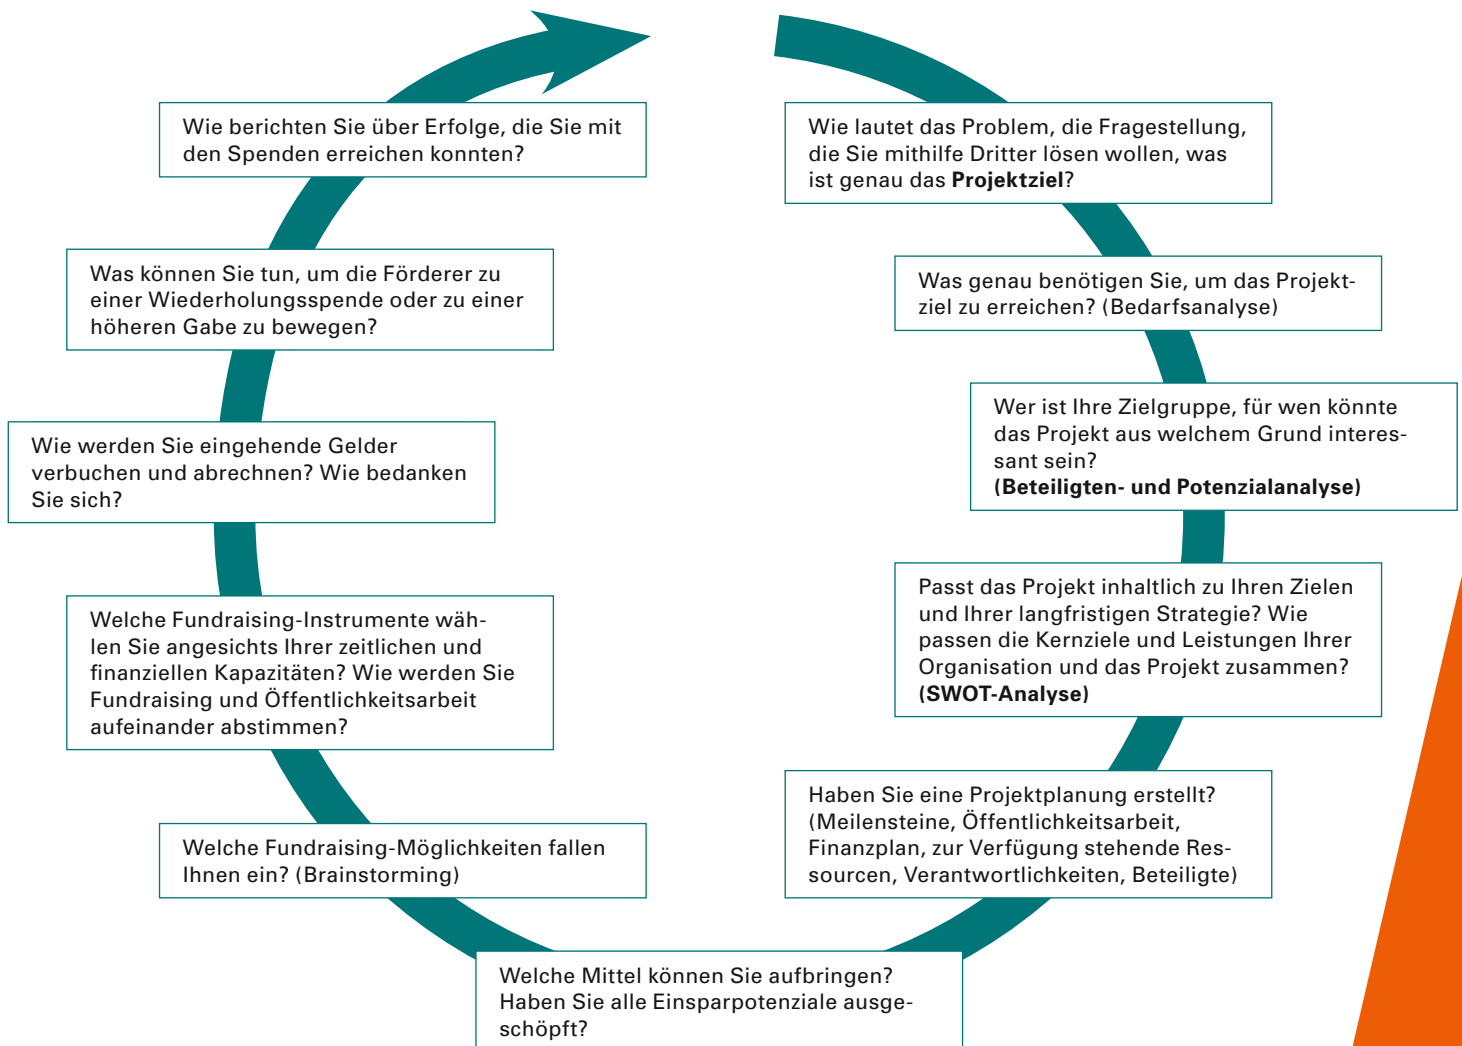 Wie lautet das Problem, die Fragestellung,
die Sie mithilfe Dritter lösen wollen, was
ist genau das Projektziel?
Was genau benötigen Sie, um das Projekt-
ziel zu erreichen? (Bedarfsanalyse)
Wer ist Ihre Zielgruppe, für wen könnte
das Projekt aus welchem Grund interes-
sant sein?
(Beteiligten- und Potenzialanalyse)
Passt das Projekt inhaltlich zu Ihren Zielen
und Ihrer langfristigen Strategie? Wie
passen die Kernziele und Leistungen Ihrer
Organisation und das Projekt zusammen?
(SWOT-Analyse)
Haben Sie eine Projektplanung erstellt?
(Meilensteine, Öffentlichkeitsarbeit,
Finanzplan, zur Verfügung stehende Res-
sourcen, Verantwortlichkeiten, Beteiligte)
Welche Mittel können Sie aufbringen?
Haben Sie alle Einsparpotenziale ausge-
schöpft?
Welche Fundraising-Möglichkeiten fallen
Ihnen ein? (Brainstorming)
Welche Fundraising-Instrumente wäh-
len Sie angesichts Ihrer zeitlichen und
finanziellen Kapazitäten? Wie werden Sie
Fundraising und Öffentlichkeitsarbeit
aufeinander abstimmen?
Wie werden Sie eingehende Gelder
verbuchen und abrechnen? Wie bedanken
Sie sich?
Was können Sie tun, um die Förderer zu
einer Wiederholungsspende oder zu einer
höheren Gabe zu bewegen?
Wie berichten Sie über Erfolge, die Sie mit
den Spenden erreichen konnten?